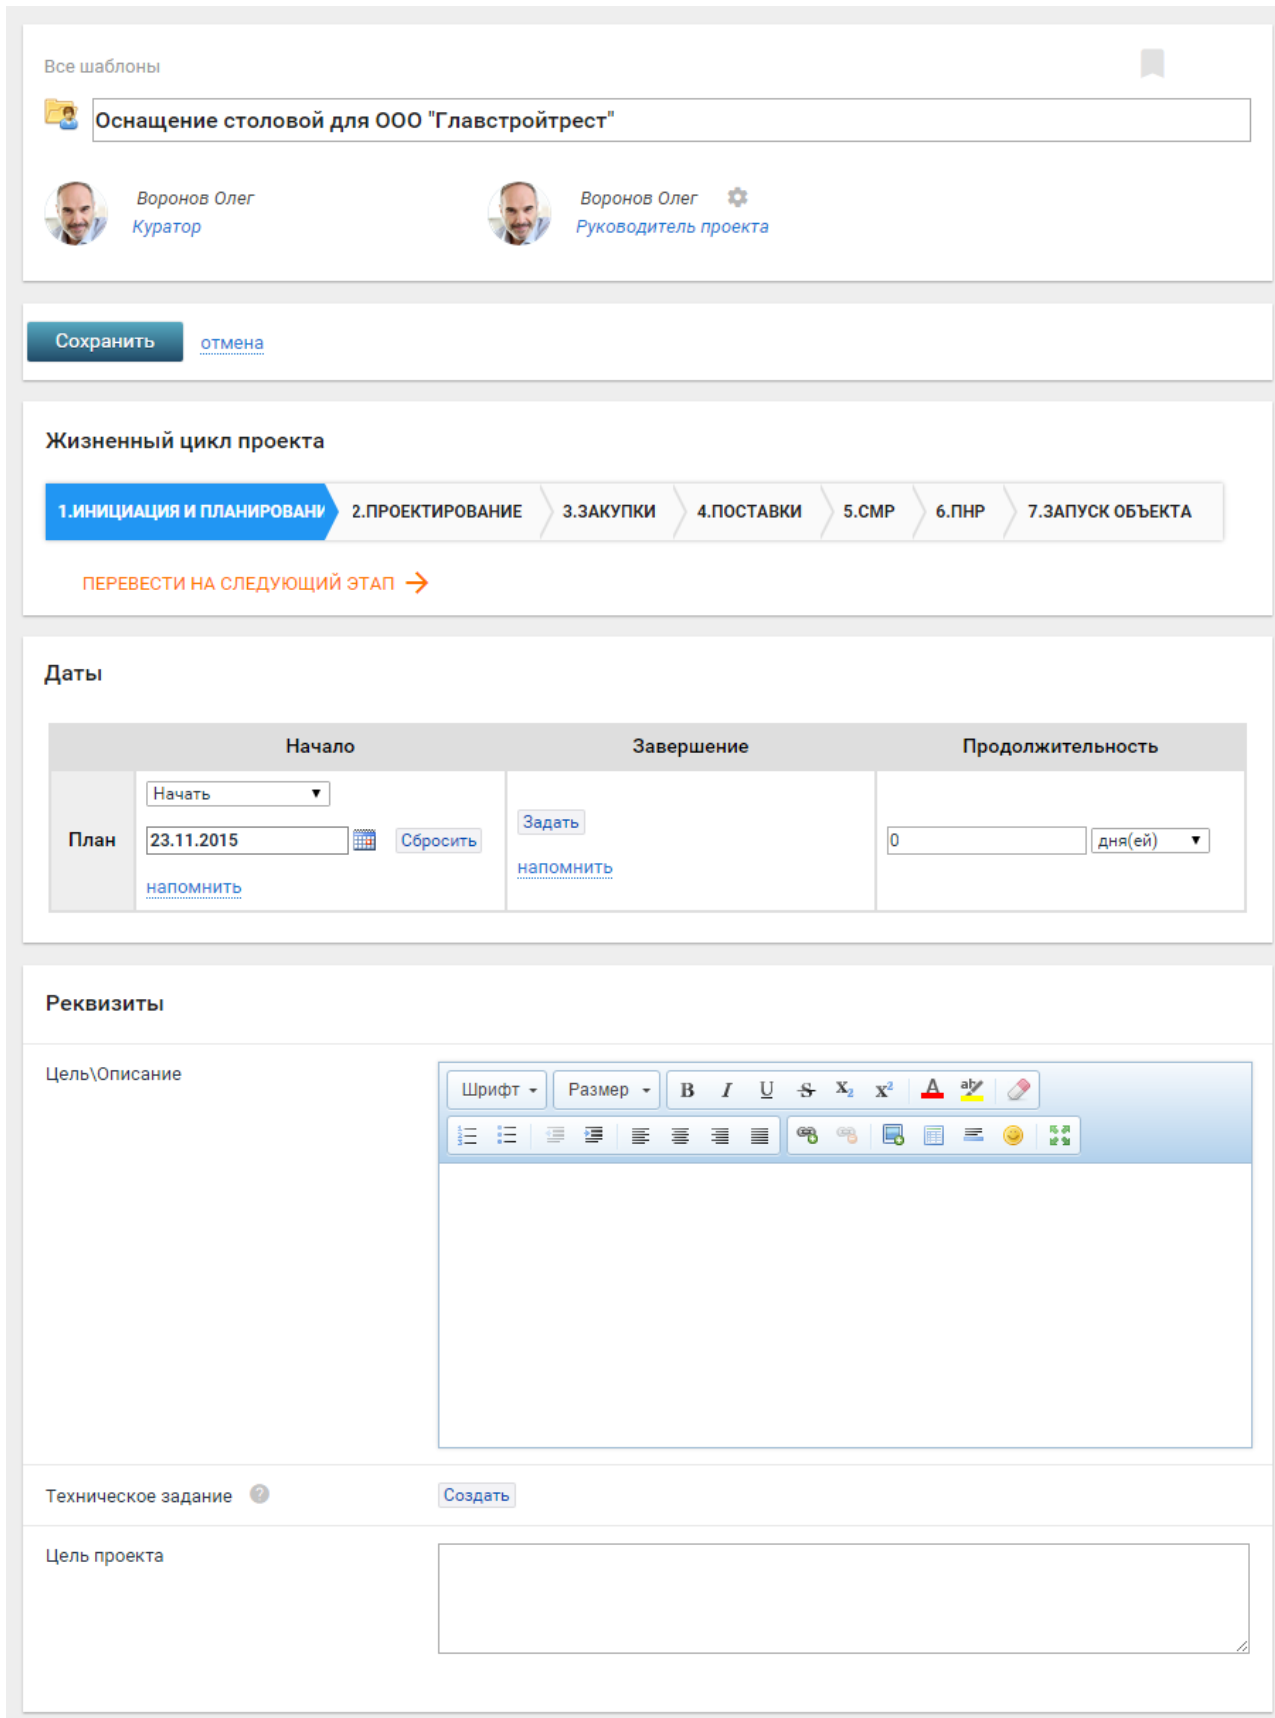 Все шаблоны
Оснащение столовой для ООО "Главстройтрест"
Воронов Олег
Куратор
Воронов Олег
Руководитель проекта
Сохранить отмена
Жизненный цикл проекта
1.ИНИЦИАЦИЯ И ПЛАНИРОВАНИ 2.ПРОЕКТИРОВАНИЕ 3.ЗАКУПКИ 4.ПОСТАВКИ 5.СМР 6.ПНР 7.ЗАПУСК ОБЪЕКТА
ПЕРЕВЕСТИ НА СЛЕДУЮЩИЙ ЭТАП
Даты
Начало Завершение Продолжительность
План
Начать
23.11.2015 Сбросить
напомнить
Задать
напомнить
0 дня(ей)
Реквизиты
Цель\Описание
Шрифт Размер B I U S X₂ X² A ab
Техническое задание ? Создать
Цель проекта